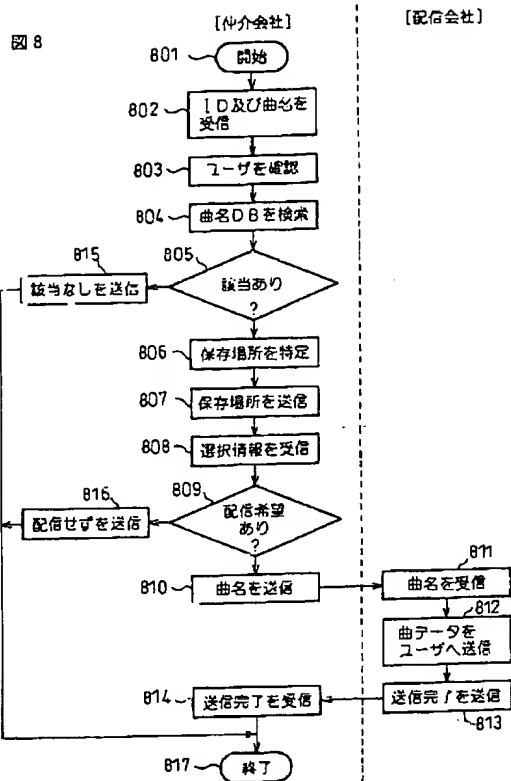 [仲介会社]
[配信会社]
図8
801
開始
802
ID及び曲名を
受信
803
ユーザを確認
804
曲名DBを検索
815
805
該当なしを送信
該当あり
?
806
保存場所を特定
807
保存場所を送信
808
選択情報を受信
816
809
配信せずを送信
配信希望
あり
?
810
曲名を送信
811
曲名を受信
812
曲データを
ユーザへ送信
814
送信完了を受信
送信完了を送信
813
817
終了